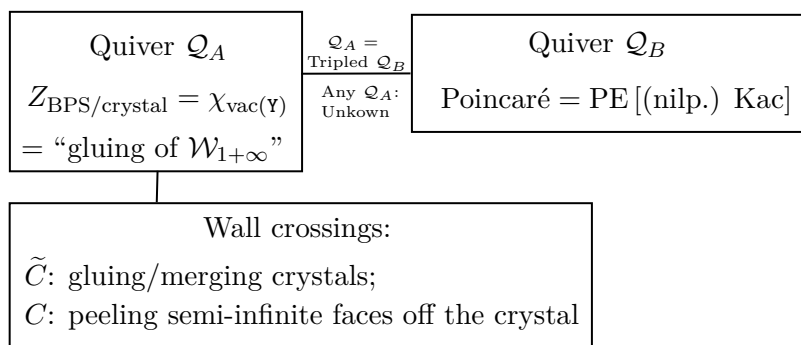 Quiver $\mathcal{Q}_A$
$Z_{\text{BPS/crystal}} = \chi_{\text{vac}(\mathtt{Y})}$
= “gluing of $\mathcal{W}_{1+\infty}$”
$\mathcal{Q}_A$ =
Tripled $\mathcal{Q}_B$
Any $\mathcal{Q}_A$:
Unkown
Quiver $\mathcal{Q}_B$
Poincaré = PE [(nilp.) Kac]
Wall crossings:
$\widetilde{C}$: gluing/merging crystals;
$C$: peeling semi-infinite faces off the crystal